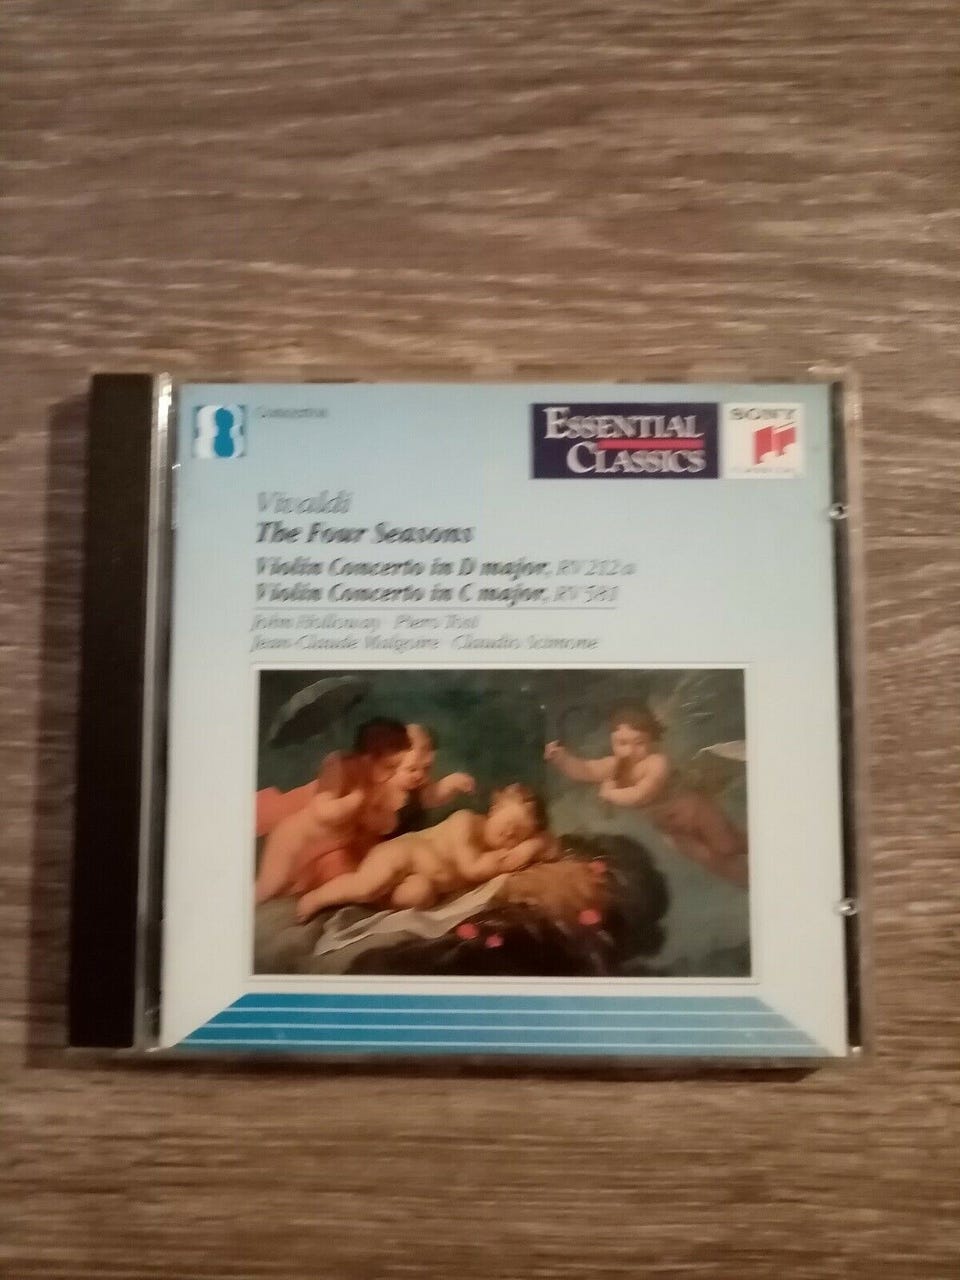 Concertos
ESSENTIAL
CLASSICS
SONY
CLASSICAL
Vivaldi
The Four Seasons
Violin Concerto in D major, RV 212a
Violin Concerto in C major, RV 581
John Holloway Piero Toso
Jean-Claude Malgoire Claudio Scimone